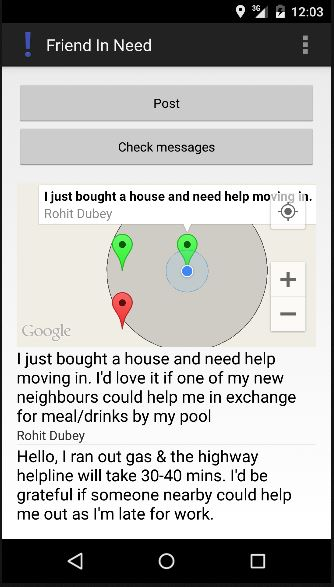 3G 12:03
! Friend In Need
Post
Check messages
I just bought a house and need help moving in.
Rohit Dubey
+
−
Google
I just bought a house and need help
moving in. I'd love it if one of my new
neighbours could help me in exchange
for meal/drinks by my pool
Rohit Dubey
Hello, I ran out gas & the highway
helpline will take 30-40 mins. I'd be
grateful if someone nearby could help
me out as I'm late for work.